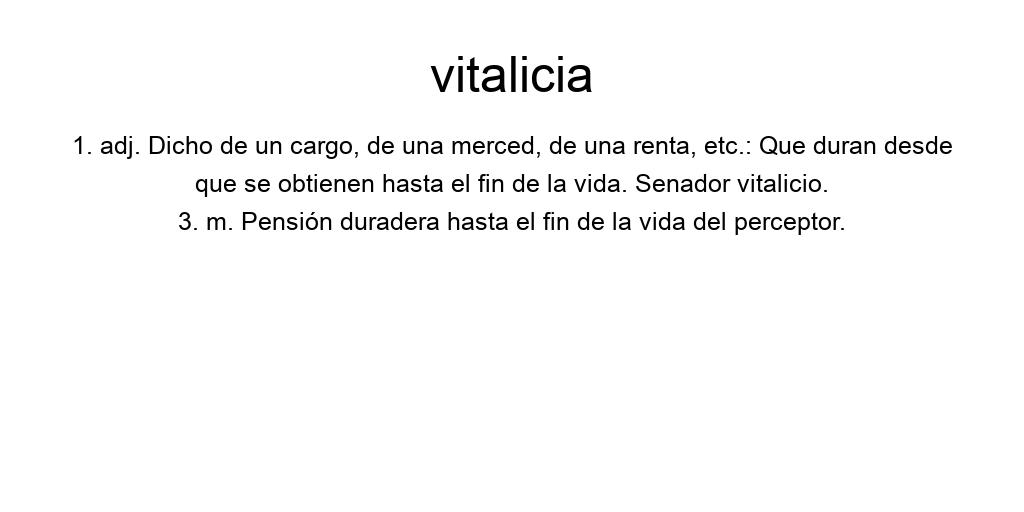 vitalicia
1. adj. Dicho de un cargo, de una merced, de una renta, etc.: Que duran desde
que se obtienen hasta el fin de la vida. Senador vitalicio.
3. m. Pensión duradera hasta el fin de la vida del perceptor.